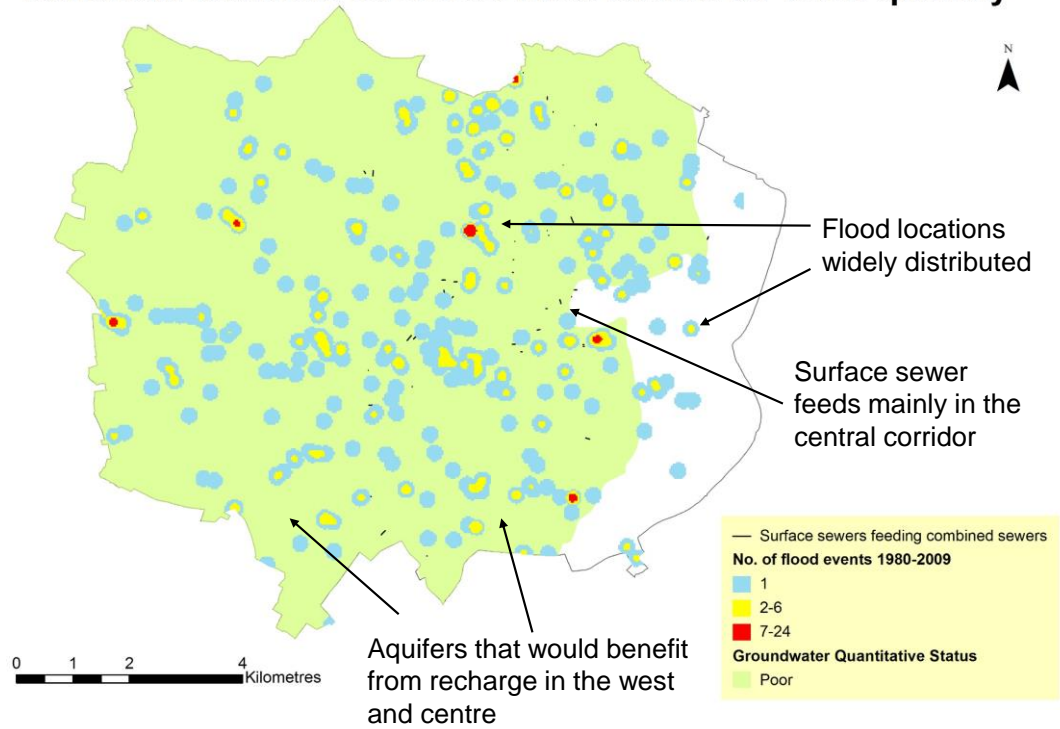 N
Flood locations
widely distributed
Surface sewer
feeds mainly in the
central corridor
Surface sewers feeding combined sewers
No. of flood events 1980-2009
1
2-6
7-24
Groundwater Quantitative Status
Poor
Aquifers that would benefit
from recharge in the west
and centre
0 1 2 4
Kilometres